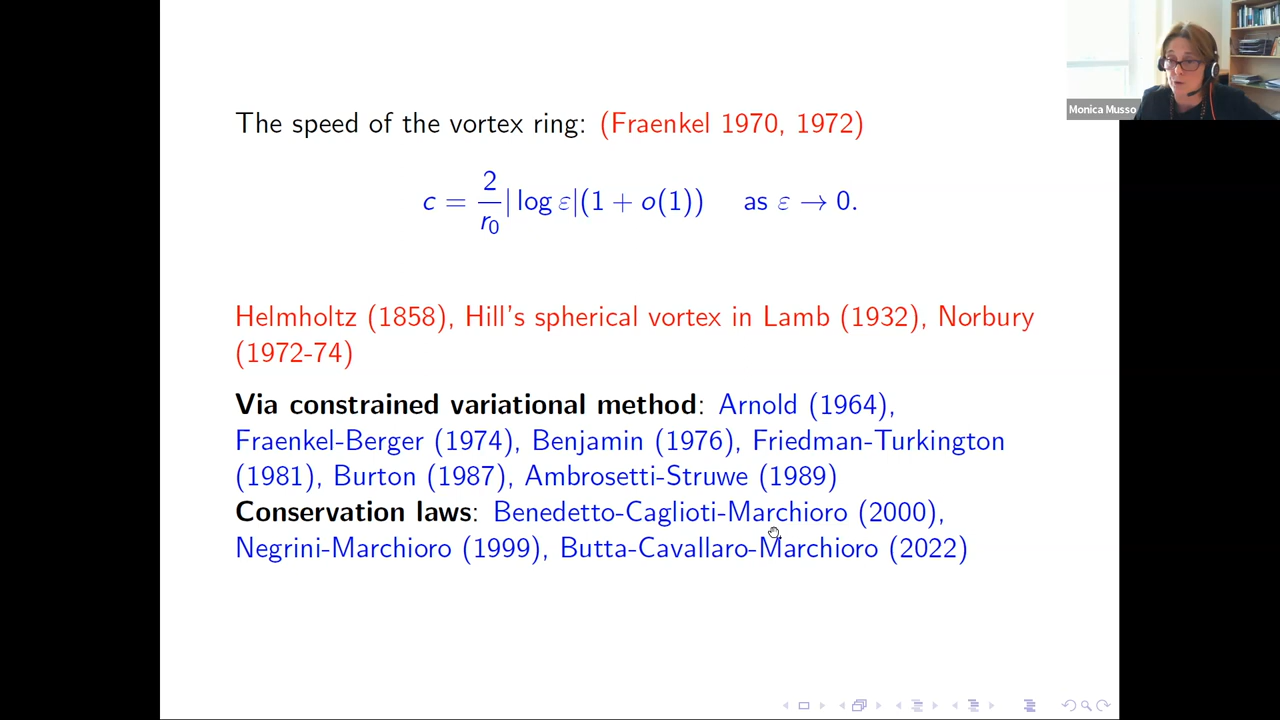 The speed of the vortex ring: (Fraenkel 1970, 1972)
c = 2/r₀ |log ε|(1 + o(1))   as ε → 0.
Helmholtz (1858), Hill's spherical vortex in Lamb (1932), Norbury
(1972-74)
Via constrained variational method: Arnold (1964),
Fraenkel-Berger (1974), Benjamin (1976), Friedman-Turkington
(1981), Burton (1987), Ambrosetti-Struwe (1989)
Conservation laws: Benedetto-Caglioti-Marchioro (2000),
Negrini-Marchioro (1999), Butta-Cavallaro-Marchioro (2022)
Monica Musso